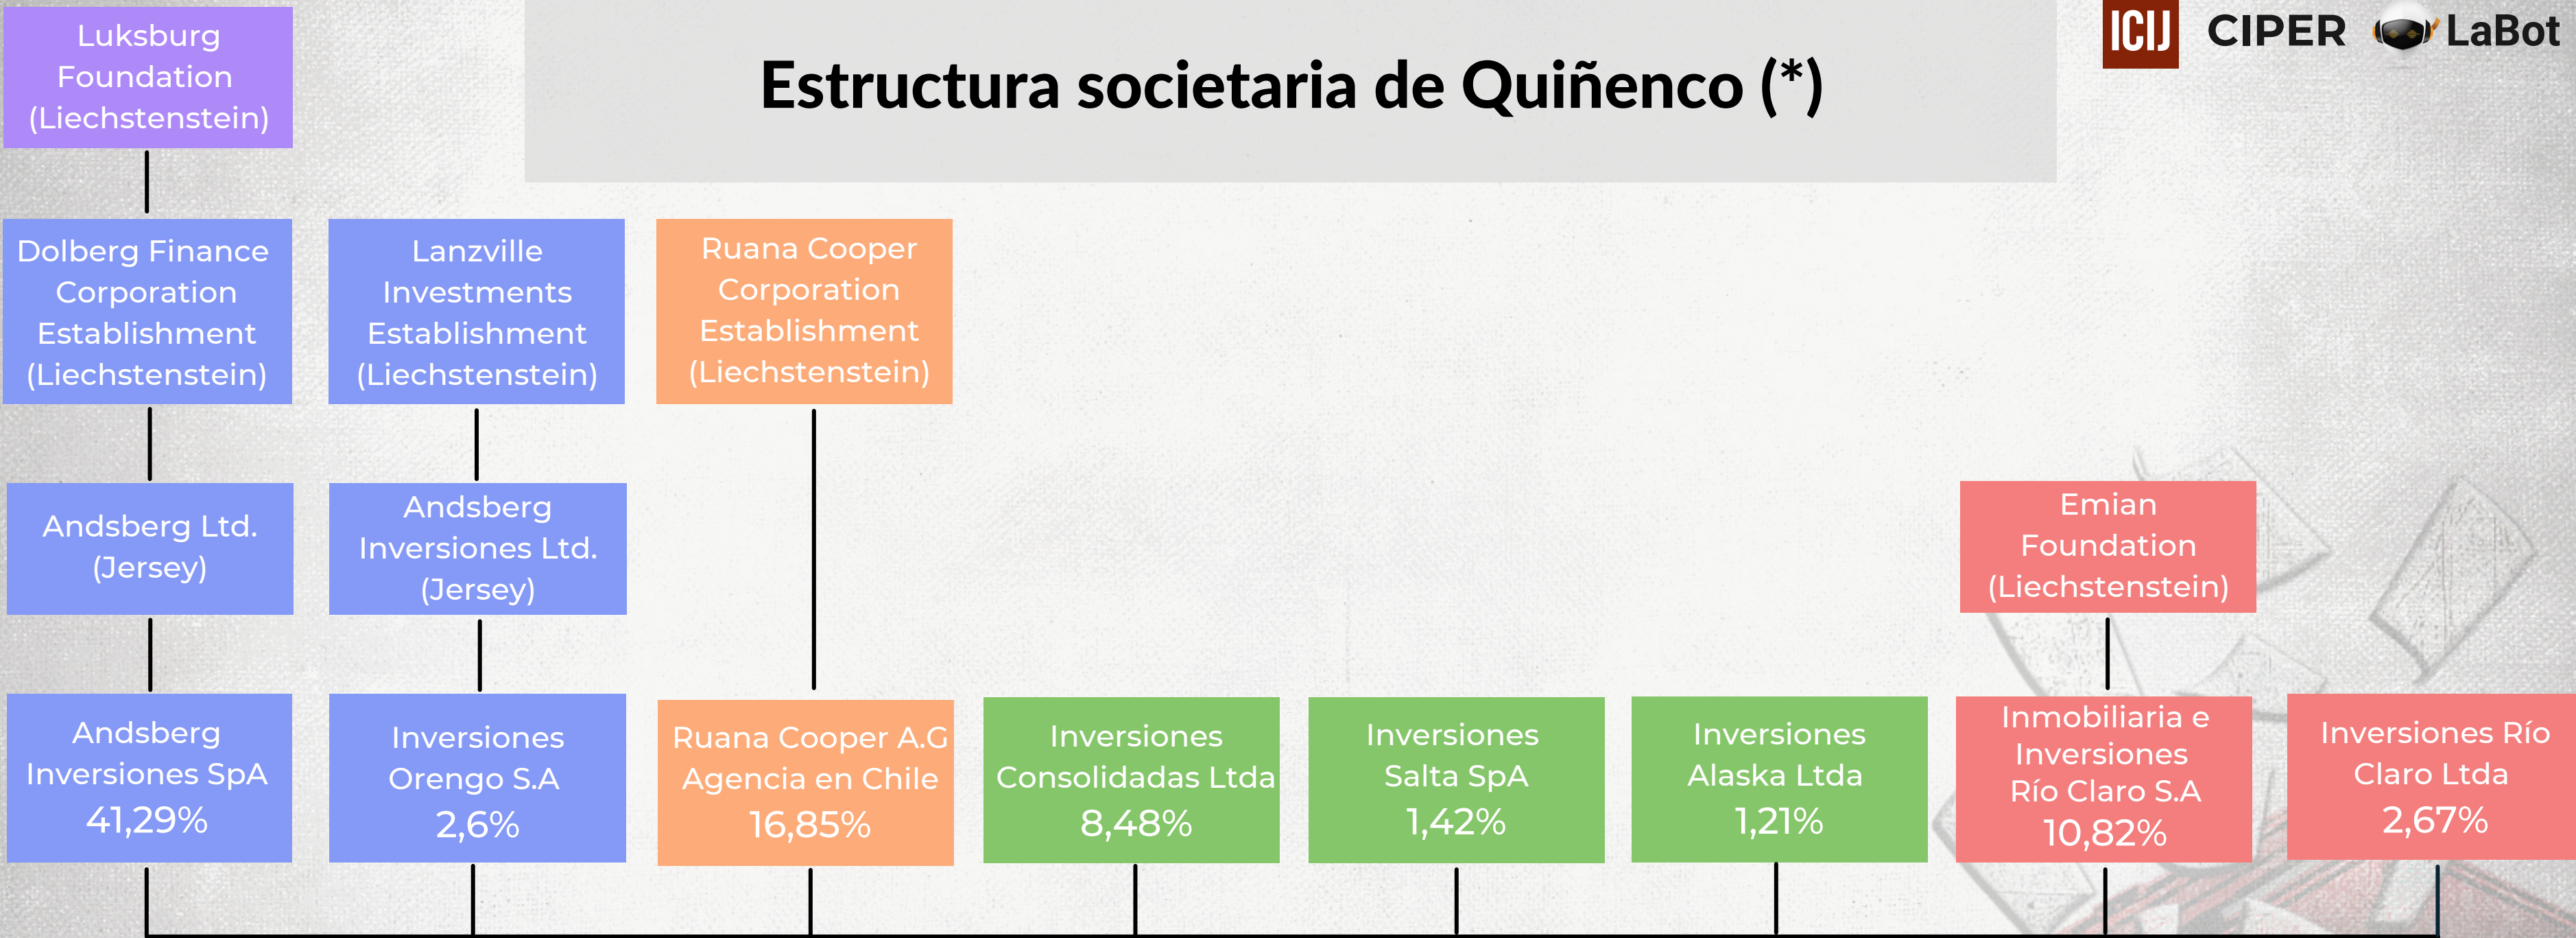 Luksburg
Foundation
(Liechstenstein)
Estructura societaria de Quiñenco (*)
ICIJ
CIPER
LaBot
Dolberg Finance
Corporation
Establishment
(Liechstenstein)
Lanzville
Investments
Establishment
(Liechstenstein)
Ruana Cooper
Corporation
Establishment
(Liechstenstein)
Andsberg Ltd.
(Jersey)
Andsberg
Inversiones Ltd.
(Jersey)
Emian
Foundation
(Liechstenstein)
Andsberg
Inversiones SpA
41,29%
Inversiones
Orengo S.A
2,6%
Ruana Cooper A.G
Agencia en Chile
16,85%
Inversiones
Consolidadas Ltda
8,48%
Inversiones
Salta SpA
1,42%
Inversiones
Alaska Ltda
1,21%
Inmobiliaria e
Inversiones
Río Claro S.A
10,82%
Inversiones Río
Claro Ltda
2,67%